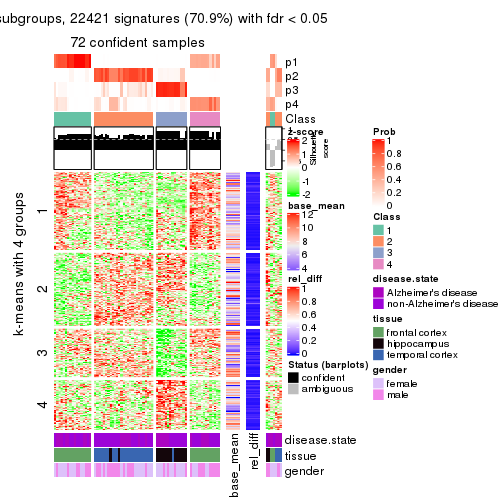 subgroups, 22421 signatures (70.9%) with fdr < 0.05
72 confident samples
p1
p2
p3
p4
Class
Silhouette score
k-means with 4 groups
1
2
3
4
z-score
2
1
0
-1
-2
base_mean
12
10
8
6
4
rel_diff
1
0.8
0.6
0.4
0.2
0
Status (barplots)
confident
ambiguous
Prob
1
0.8
0.6
0.4
0.2
0
Class
1
2
3
4
disease.state
Alzheimer's disease
non-Alzheimer's disease
tissue
frontal cortex
hippocampus
temporal cortex
gender
female
male
disease.state
tissue
gender
base_mean
rel_diff